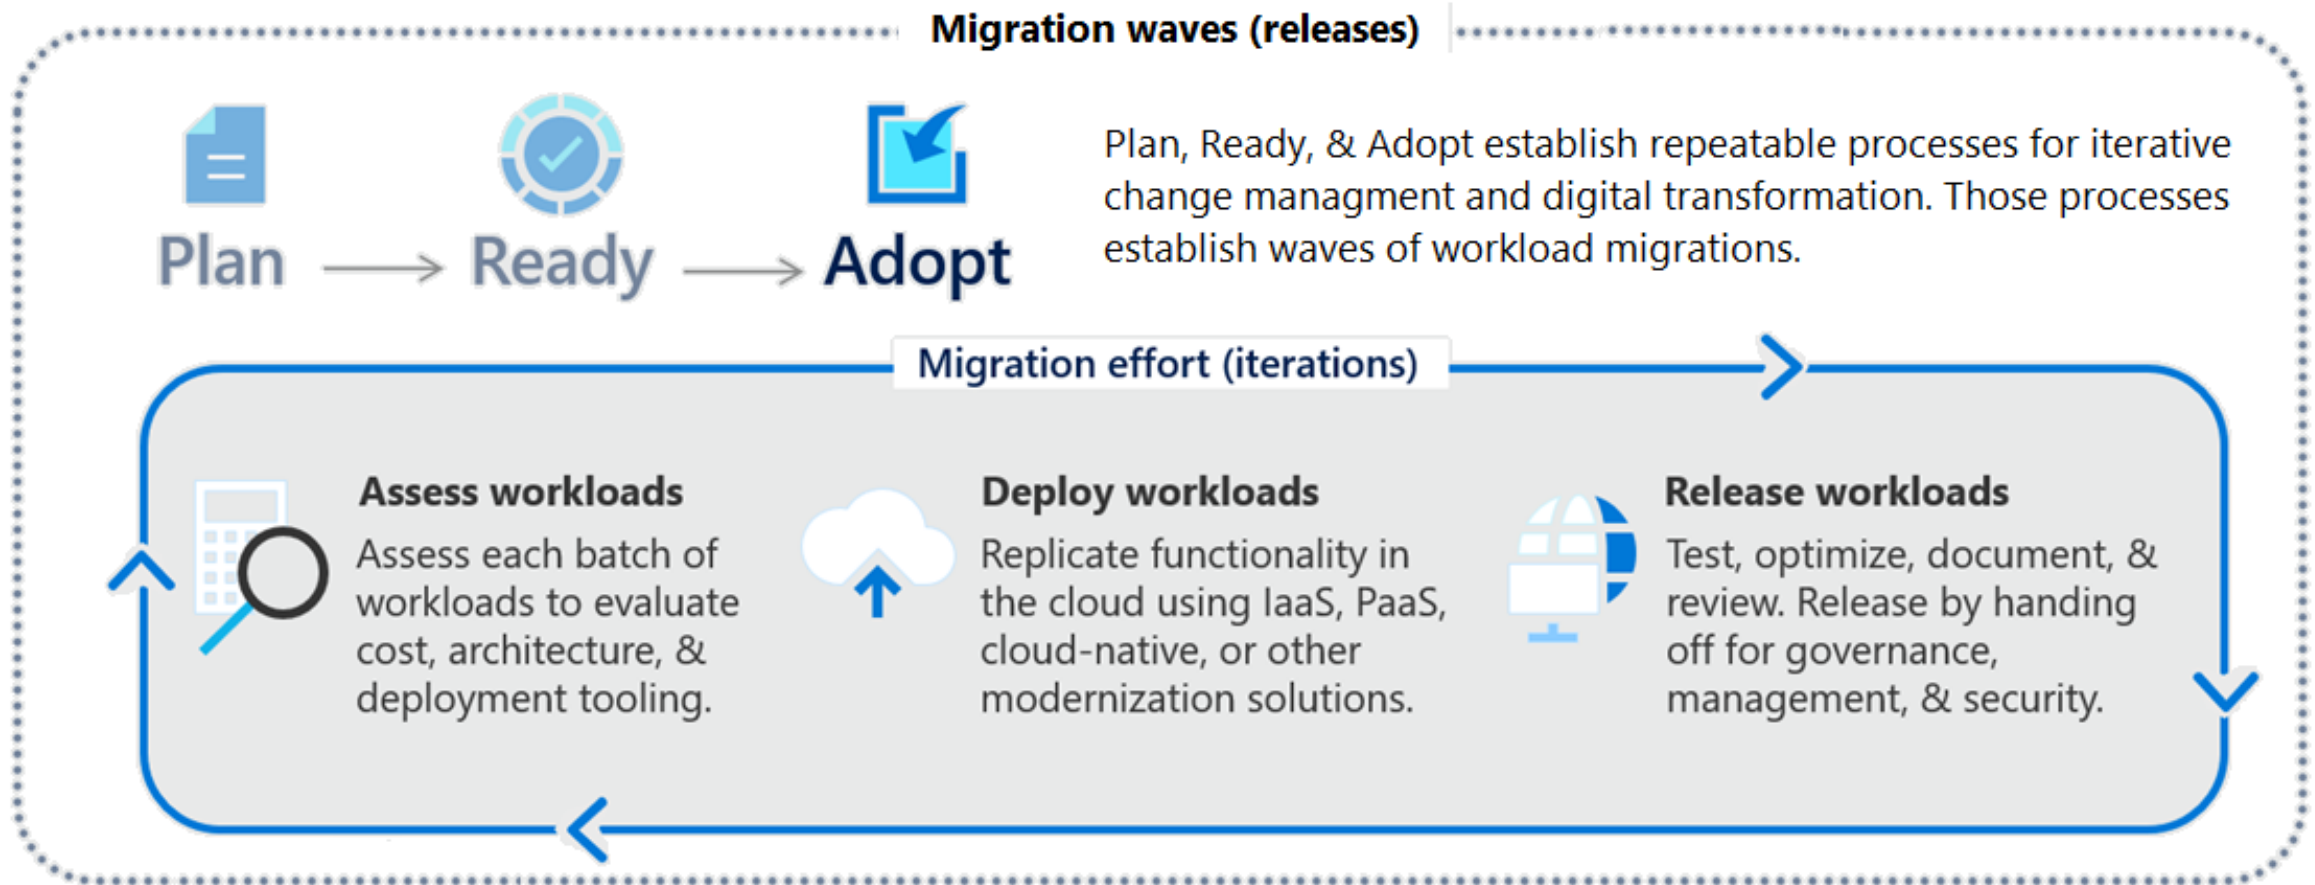 Migration waves (releases)
Plan
Ready
Adopt
Plan, Ready, & Adopt establish repeatable processes for iterative
change managment and digital transformation. Those processes
establish waves of workload migrations.
Migration effort (iterations)
Assess workloads
Assess each batch of
workloads to evaluate
cost, architecture, &
deployment tooling.
Deploy workloads
Replicate functionality in
the cloud using IaaS, PaaS,
cloud-native, or other
modernization solutions.
Release workloads
Test, optimize, document, &
review. Release by handing
off for governance,
management, & security.